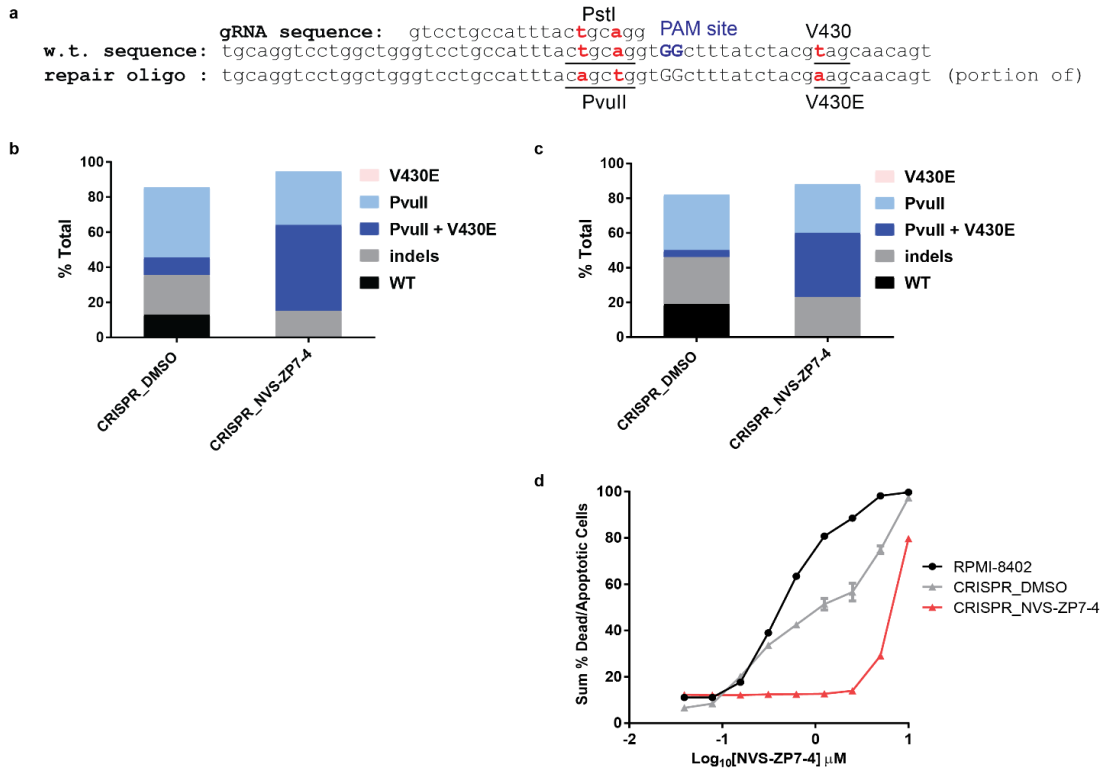 a
PstI
gRNA sequence: gtcctgccatttactgcagg PAM site V430
w.t. sequence: tgcaggtcctggctgggtcctgccatttactgcaggtGGctttatctacgtagcaacagt
repair oligo : tgcaggtcctggctgggtcctgccatttacagctggtGGctttatctacgaagcaacagt (portion of)
PvuII V430E
b
% Total
100
80
60
40
20
0
CRISPR_DMSO
CRISPR_NVS-ZP7-4
V430E
PvuII
PvuII + V430E
indels
WT
c
% Total
100
80
60
40
20
0
CRISPR_DMSO
CRISPR_NVS-ZP7-4
V430E
PvuII
PvuII + V430E
indels
WT
d
Sum % Dead/Apoptotic Cells
100
80
60
40
20
0
-2 -1 0 1
Log10[NVS-ZP7-4] μM
RPMI-8402
CRISPR_DMSO
CRISPR_NVS-ZP7-4